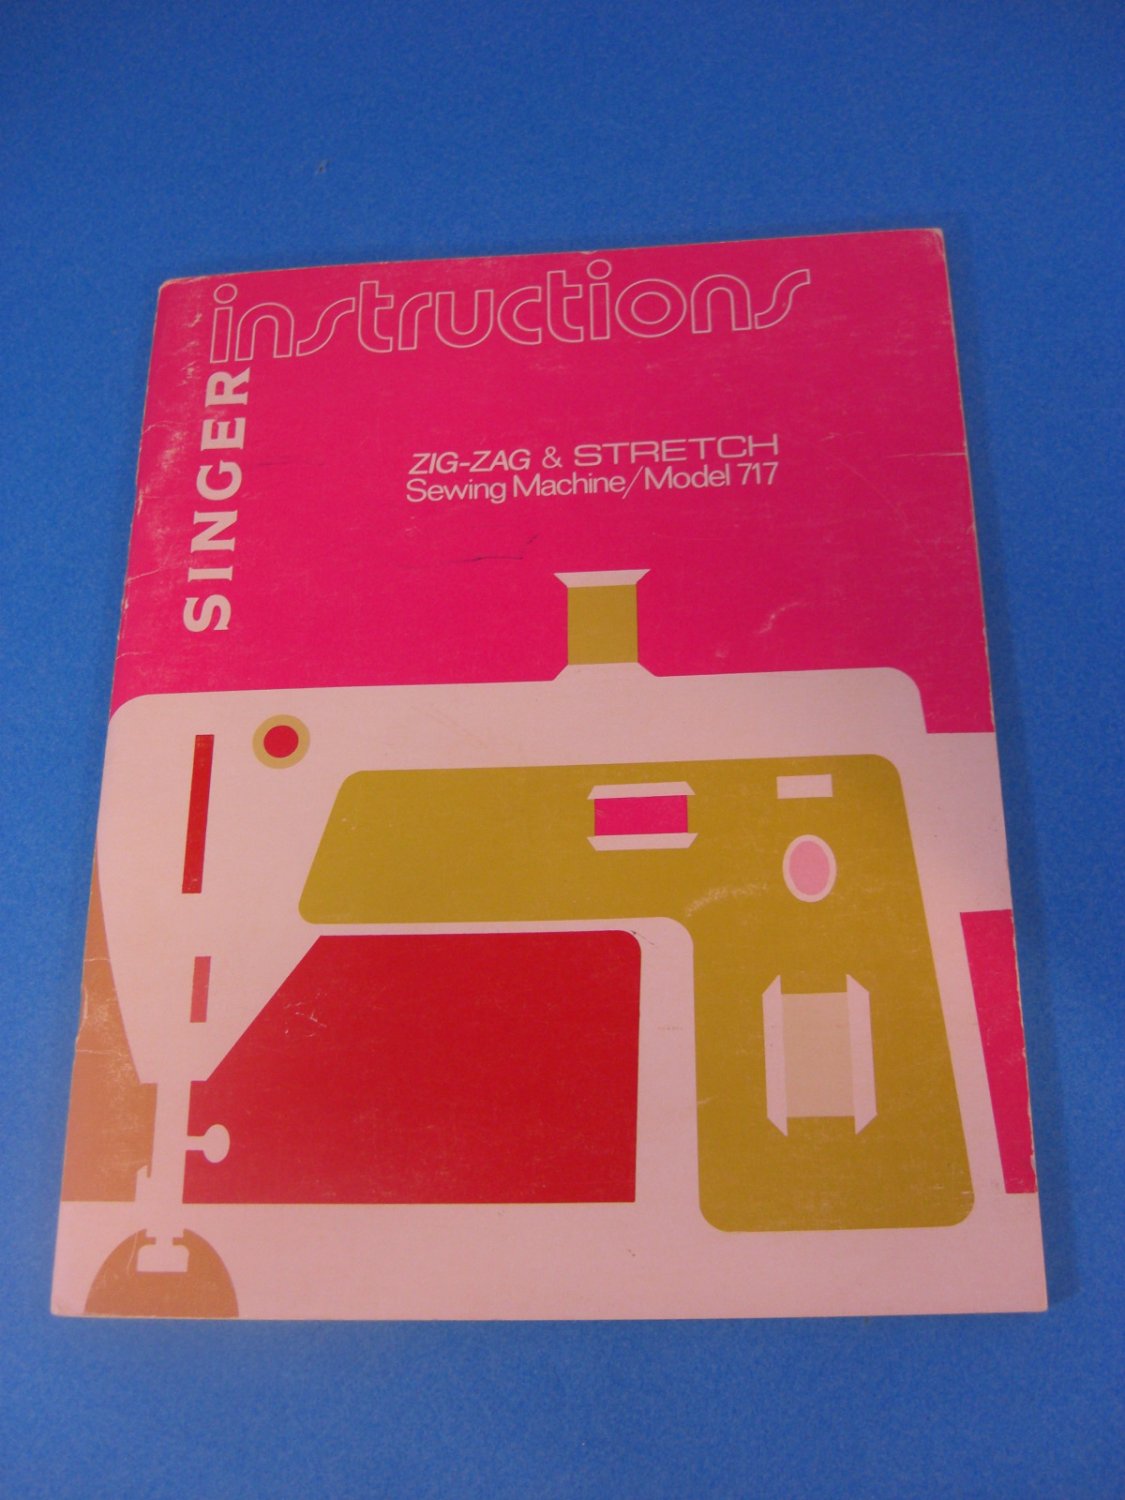 instructions
SINGER
ZIG-ZAG & STRETCH
Sewing Machine/Model 717